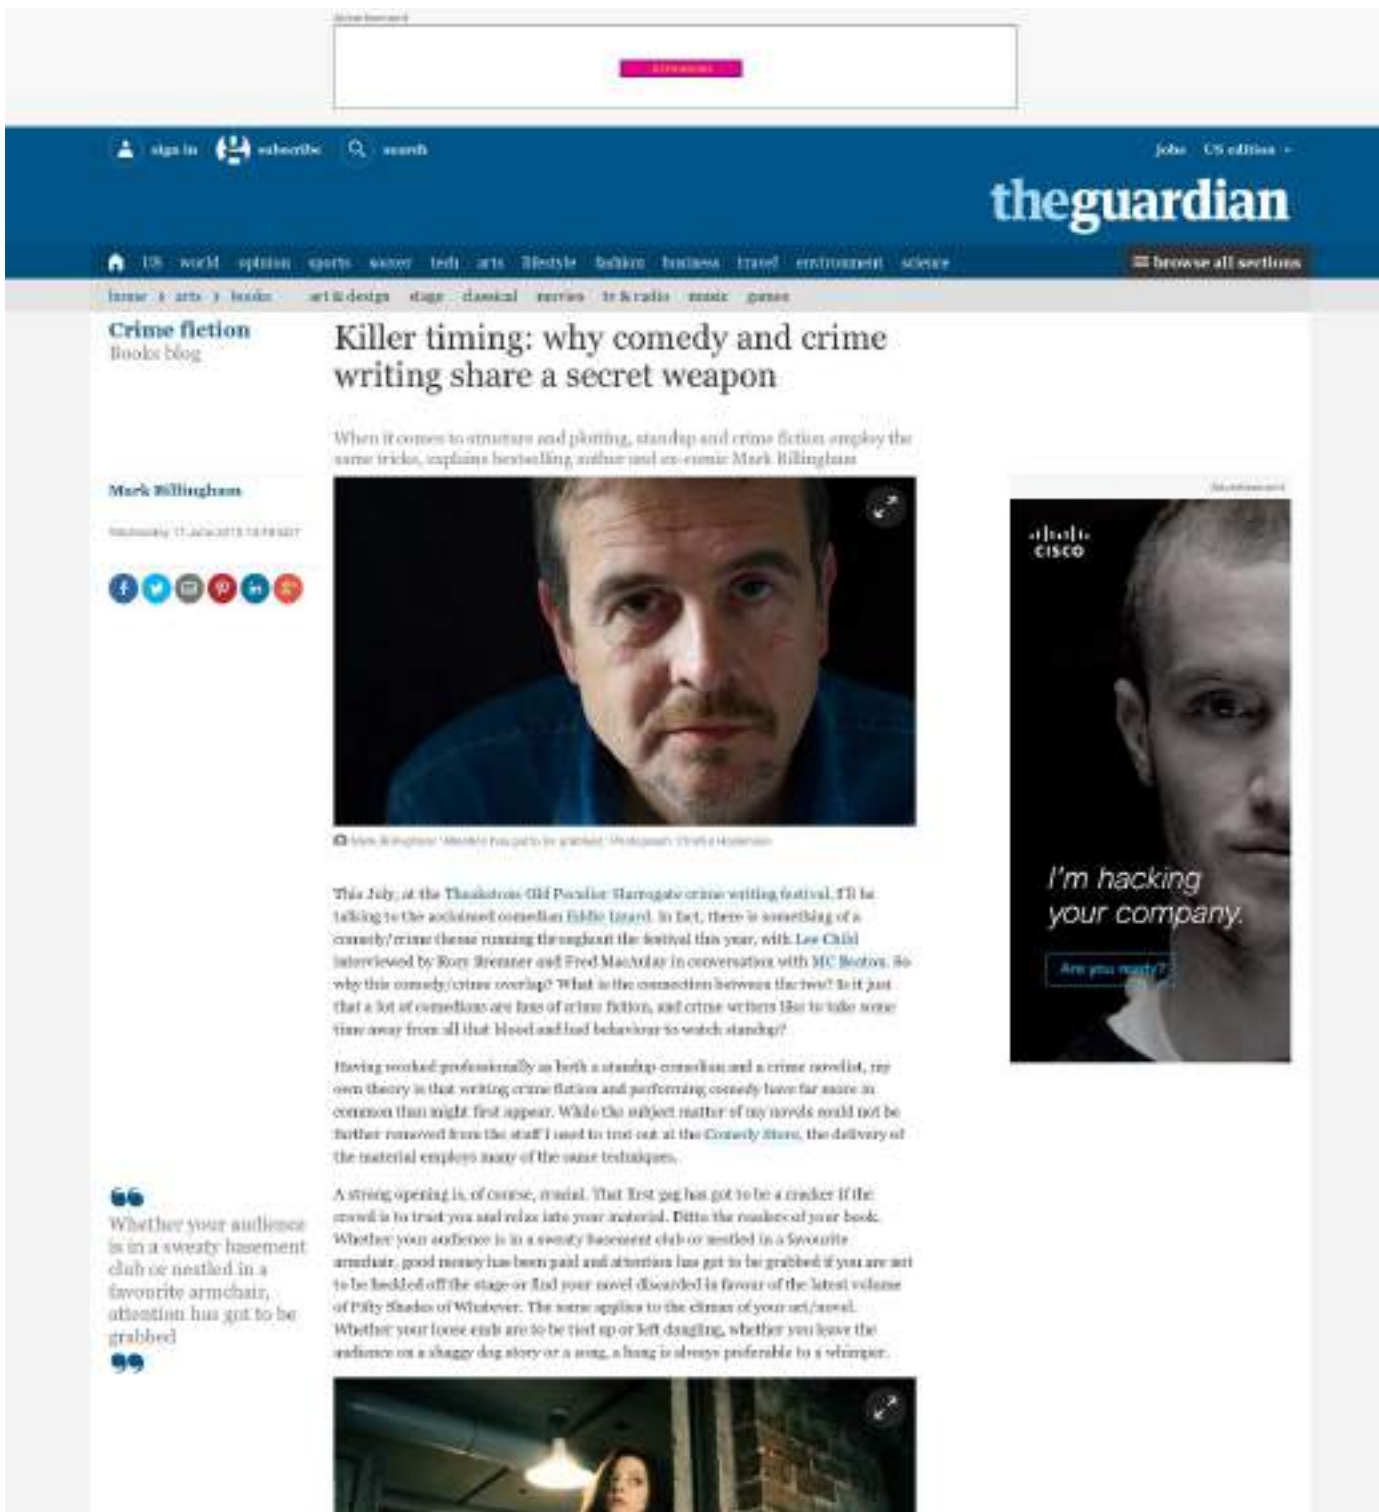 Advertisement
sign in subscribe search
jobs US edition
theguardian
US world opinion sports soccer tech arts lifestyle fashion business travel environment science
browse all sections
home › arts › books art & design stage classical movies tv & radio music games
Crime fiction
Books blog
Killer timing: why comedy and crime
writing share a secret weapon
When it comes to structure and plotting, standup and crime fiction employ the
same tricks, explains bestselling author and ex-comic Mark Billingham
Mark Billingham
Wednesday 17 June 2015
Advertisement
CISCO
I'm hacking
your company.
Are you ready?
Mark Billingham: 'Attention has got to be grabbed.' Photograph:
This July, at the Theakstons Old Peculier Harrogate crime writing festival, I'll be
talking to the acclaimed comedian Eddie Izzard. In fact, there is something of a
comedy/crime theme running throughout the festival this year, with Lee Child
interviewed by Rory Bremner and Fred MacAulay in conversation with MC Beaton. So
why this comedy/crime overlap? What is the connection between the two? Is it just
that a lot of comedians are fans of crime fiction, and crime writers like to take some
time away from all that blood and bad behaviour to watch standup?
Having worked professionally as both a standup comedian and a crime novelist, my
own theory is that writing crime fiction and performing comedy have far more in
common than might first appear. While the subject matter of my novels could not be
further removed from the stuff I used to trot out at the Comedy Store, the delivery of
the material employs many of the same techniques.
A strong opening is, of course, crucial. That first gag has got to be a cracker if the
crowd is to trust you and relax into your material. Ditto the readers of your book.
Whether your audience is in a sweaty basement club or nestled in a favourite
armchair, good money has been paid and attention has got to be grabbed if you are not
to be heckled off the stage or find your novel discarded in favour of the latest volume
of Fifty Shades of Whatever. The same applies to the climax of your act/novel.
Whether your loose ends are to be tied up or left dangling, whether you leave the
audience on a shaggy dog story or a song, a bang is always preferable to a whimper.
Whether your audience
is in a sweaty basement
club or nestled in a
favourite armchair,
attention has got to be
grabbed